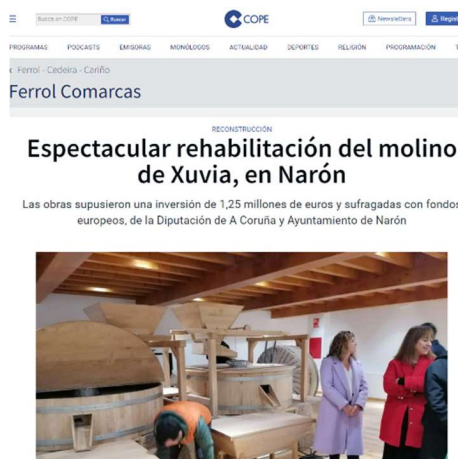 Busca en COPE
Buscar
COPE
Newsletters
PROGRAMAS PODCASTS EMISORAS MONÓLOGOS ACTUALIDAD DEPORTES RELIGIÓN PROGRAMACIÓN
Ferrol - Cedeira - Cariño
Ferrol Comarcas
RECONSTRUCCIÓN
Espectacular rehabilitación del molino
de Xuvia, en Narón
Las obras supusieron una inversión de 1,25 millones de euros y sufragadas con fondos
europeos, de la Diputación de A Coruña y Ayuntamiento de Narón